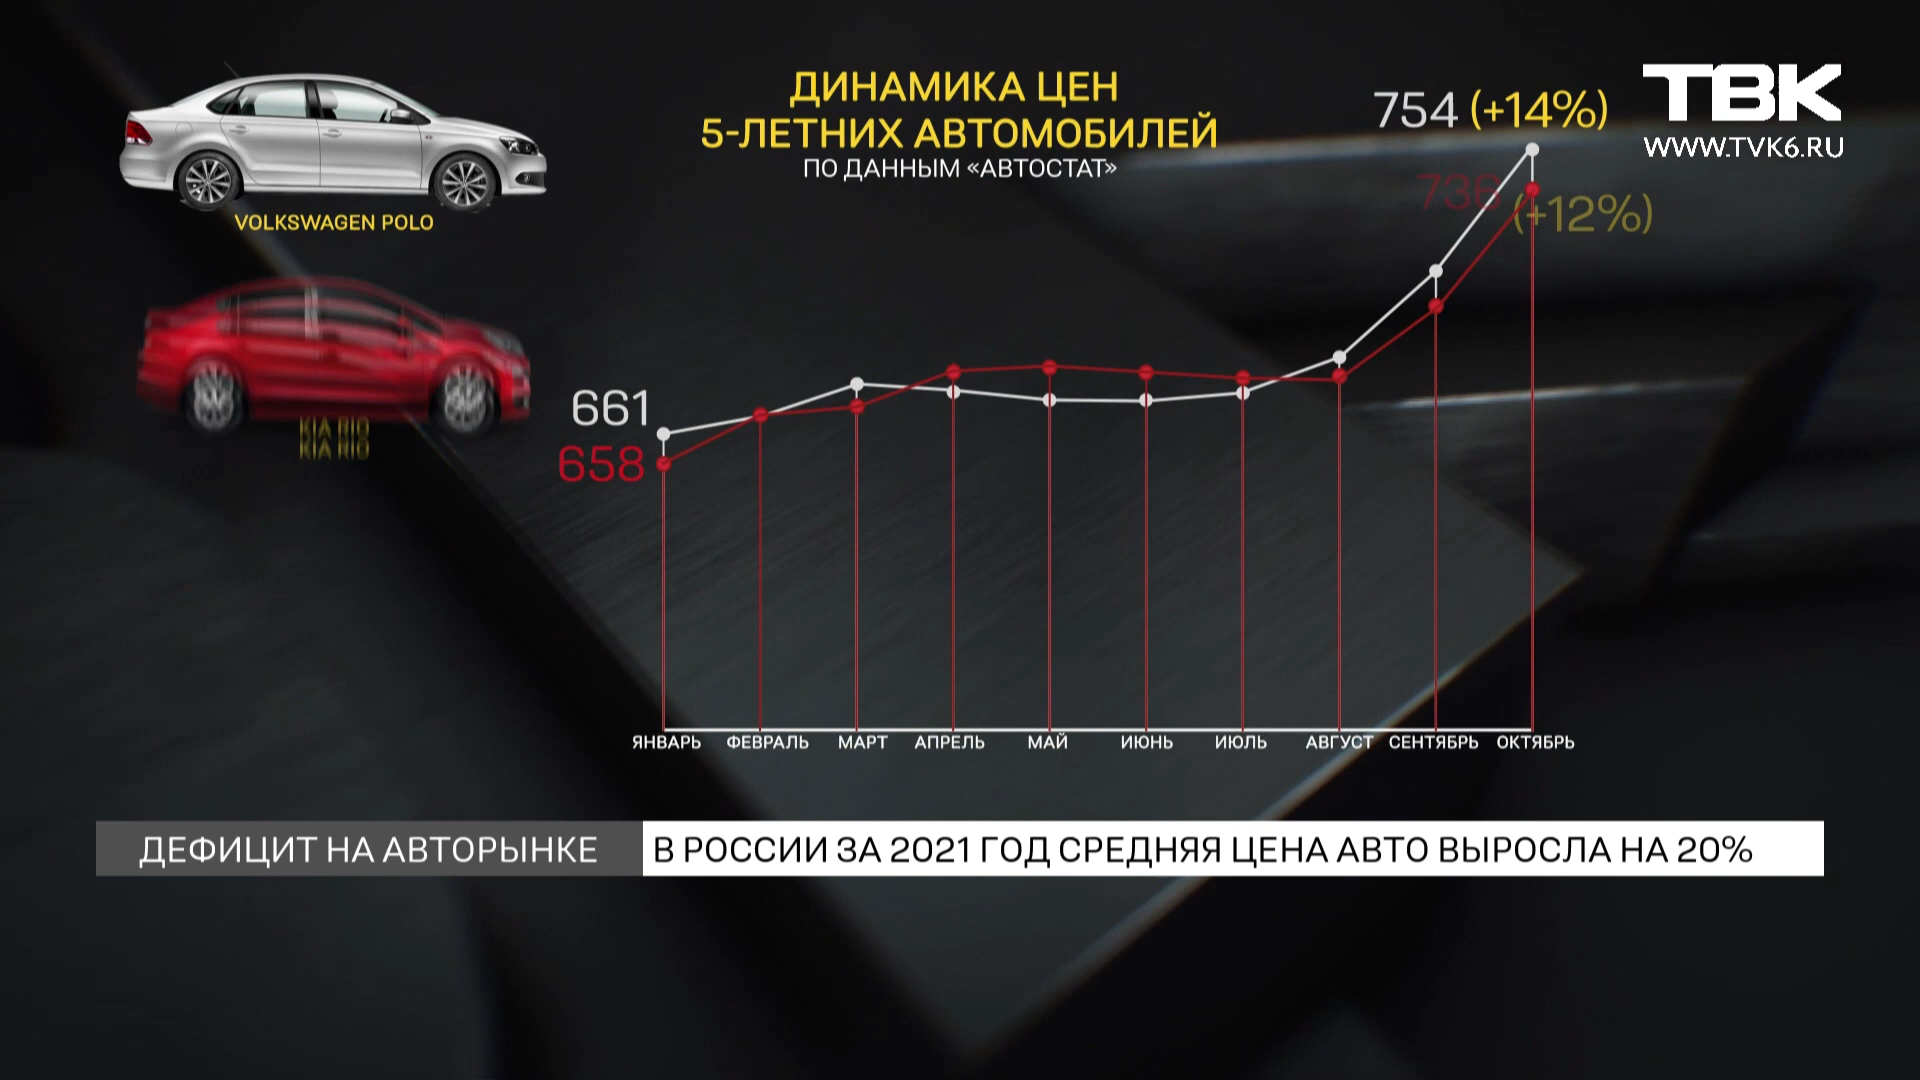 ДИНАМИКА ЦЕН
5-ЛЕТНИХ АВТОМОБИЛЕЙ
ПО ДАННЫМ «АВТОСТАТ»
ТВК
WWW.TVK6.RU
VOLKSWAGEN POLO
KIA RIO
KIA RIO
754 (+14%)
736 (+12%)
661
658
ЯНВАРЬ ФЕВРАЛЬ МАРТ АПРЕЛЬ МАЙ ИЮНЬ ИЮЛЬ АВГУСТ СЕНТЯБРЬ ОКТЯБРЬ
ДЕФИЦИТ НА АВТОРЫНКЕ
В РОССИИ ЗА 2021 ГОД СРЕДНЯЯ ЦЕНА АВТО ВЫРОСЛА НА 20%